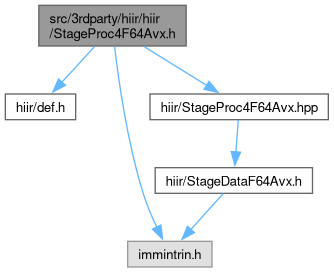 src/3rdparty/hiir/hiir
/StageProc4F64Avx.h
hiir/def.h
hiir/StageProc4F64Avx.hpp
hiir/StageDataF64Avx.h
immintrin.h